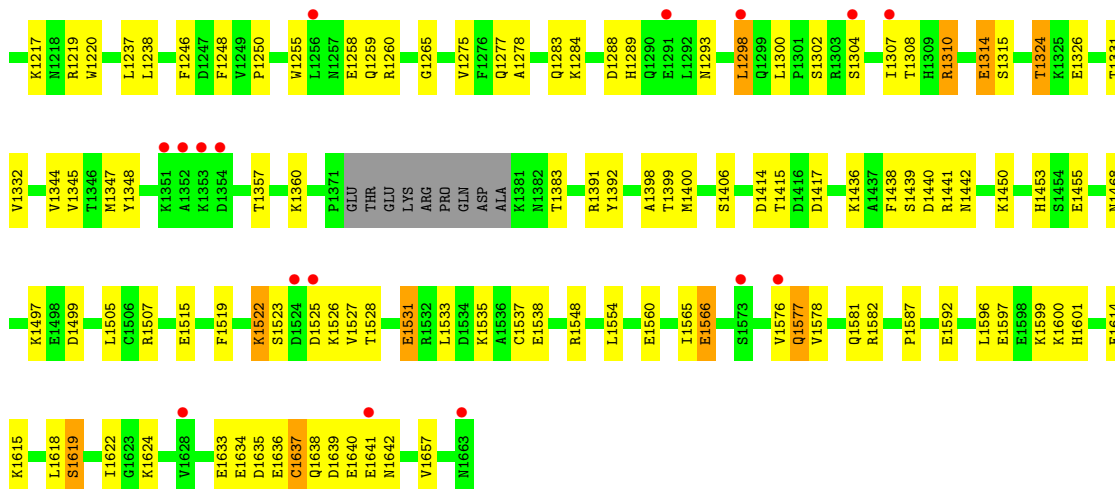 K1217 N1218 R1219 W1220 L1237 L1238 F1246 D1247 F1248 V1249 P1250 W1255 L1256 N1257 E1258 Q1259 R1260 G1265 V1275 F1276 Q1277 A1278 Q1283 K1284 D1288 H1289 Q1290 E1291 L1292 N1293 L1298 Q1299 L1300 P1301 S1302 R1303 S1304 I1307 T1308 H1309 R1310 E1314 S1315 T1324 K1325 E1326 T1331
V1332 V1344 V1345 T1346 M1347 Y1348 K1351 A1352 K1353 D1354 T1357 K1360 P1371 GLU THR GLU LYS ARG PRO GLN ASP ALA K1381 N1382 T1383 R1391 Y1392 A1398 T1399 M1400 S1406 D1414 T1415 D1416 D1417 K1436 A1437 F1438 S1439 D1440 R1441 N1442 K1450 H1453 S1454 E1455 N1468
K1497 E1498 D1499 L1505 C1506 R1507 E1515 F1519 K1522 S1523 D1524 D1525 K1526 V1527 T1528 E1531 R1532 L1533 D1534 K1535 A1536 C1537 E1538 R1548 L1554 E1560 I1565 E1566 S1573 V1576 Q1577 V1578 Q1581 R1582 P1587 E1592 L1596 E1597 E1598 K1599 K1600 H1601
K1615 L1618 S1619 I1622 G1623 K1624 V1628 E1633 E1634 D1635 E1636 C1637 Q1638 D1639 E1640 E1641 N1642 V1657 N1663